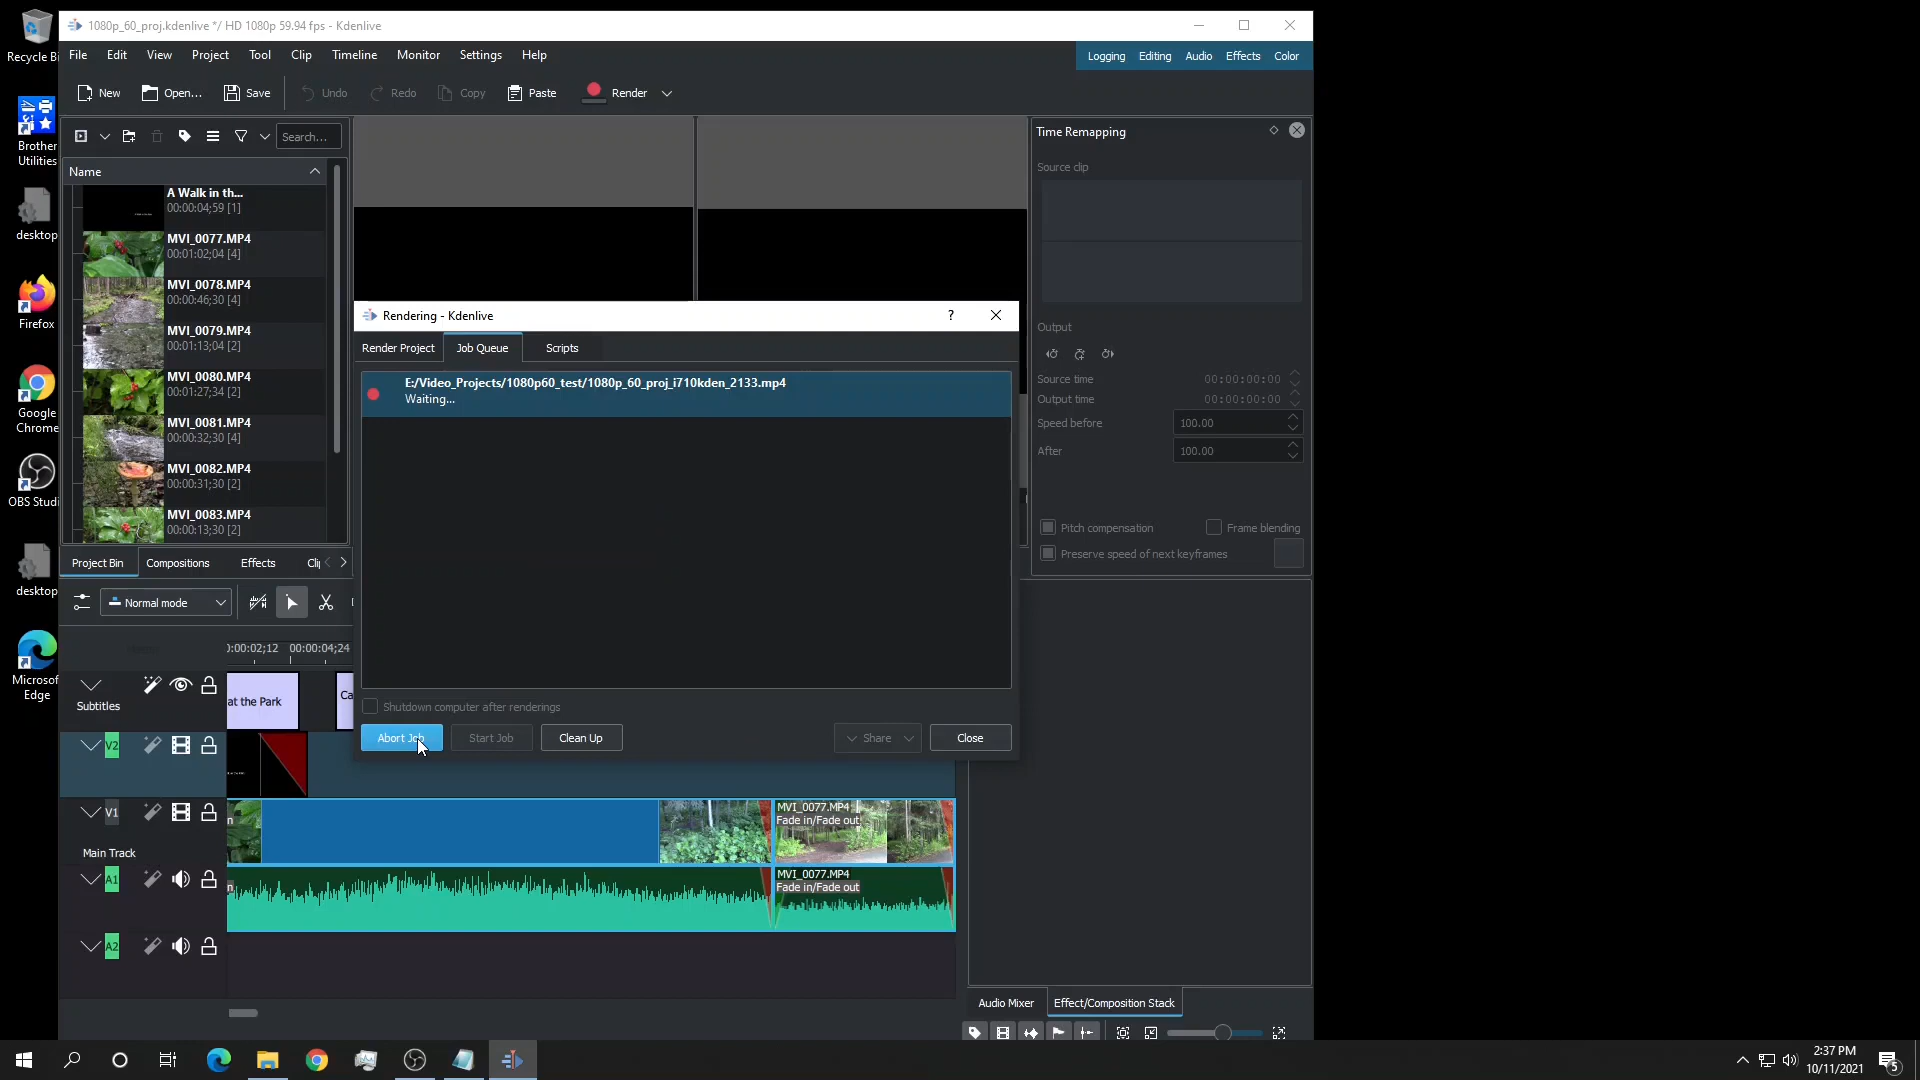 Recycle Bi
Brother
Utilities
desktop
Firefox
Google
Chrome
OBS Studi
desktop
Microsof
Edge
1080p_60_proj.kdenlive */ HD 1080p 59.94 fps - Kdenlive
File Edit View Project Tool Clip Timeline Monitor Settings Help
Logging Editing Audio Effects Color
New Open... Save Undo Redo Copy Paste Render
Search...
Name
A Walk in th...
00:00:04;59 [1]
MVI_0077.MP4
00:01:02;04 [4]
MVI_0078.MP4
00:00:46;30 [4]
MVI_0079.MP4
00:01:13;04 [2]
MVI_0080.MP4
00:01:27;34 [2]
MVI_0081.MP4
00:00:32;30 [4]
MVI_0082.MP4
00:00:31;30 [2]
MVI_0083.MP4
00:00:13;30 [2]
Project Bin Compositions Effects Cli
Time Remapping
Source clip
Output
Source time 00:00:00:00
Output time 00:00:00:00
Speed before 100.00
After 100.00
Pitch compensation Frame blending
Preserve speed of next keyframes
Rendering - Kdenlive ?
Render Project Job Queue Scripts
E:/Video_Projects/1080p60_test/1080p_60_proj_i710kden_2133.mp4
Waiting...
Shutdown computer after renderings
Abort Job Start Job Clean Up Share Close
Normal mode
):00:02;12 00:00:04;24
Subtitles
at the Park Ca
V2
V1
Main Track
n
MVI_0077.MP4
Fade in/Fade out
A1
n
MVI_0077.MP4
Fade in/Fade out
A2
Audio Mixer Effect/Composition Stack
2:37 PM
10/11/2021
5